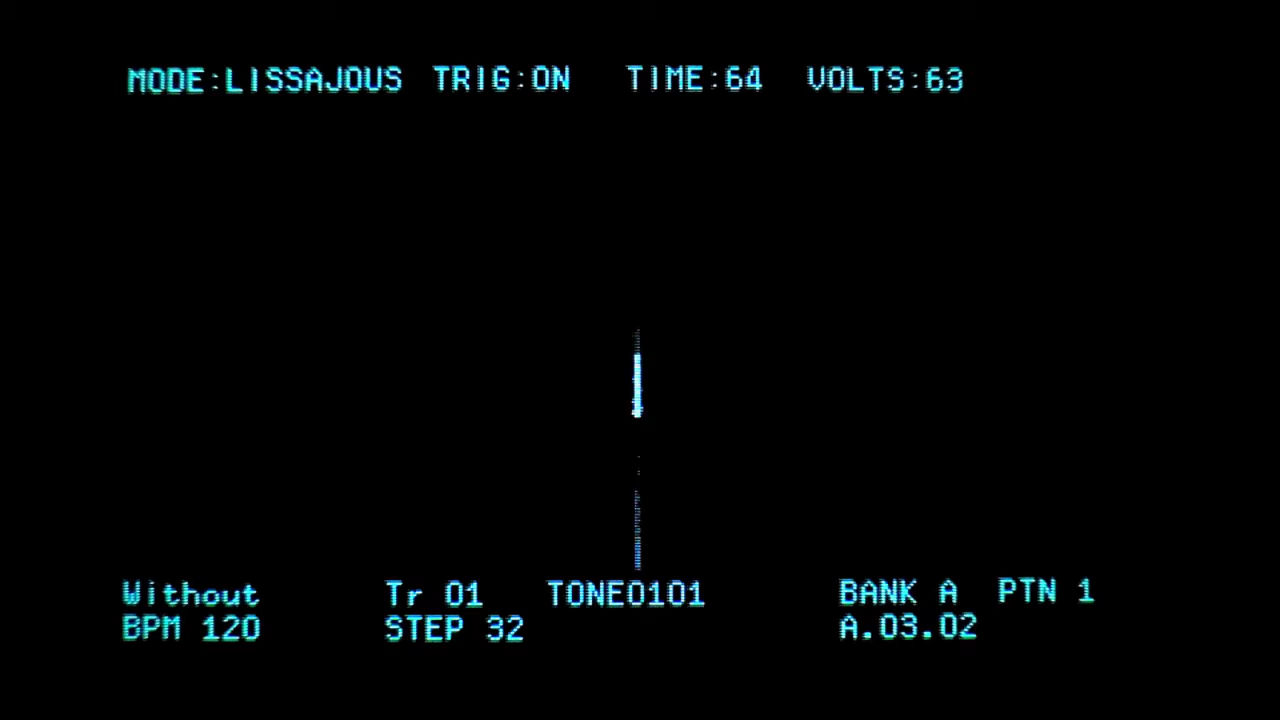 MODE:LISSAJOUS TRIG:ON TIME:64 VOLTS:63
Without Tr 01 TONE0101 BANK A PTN 1
BPM 120 STEP 32 A.03.02